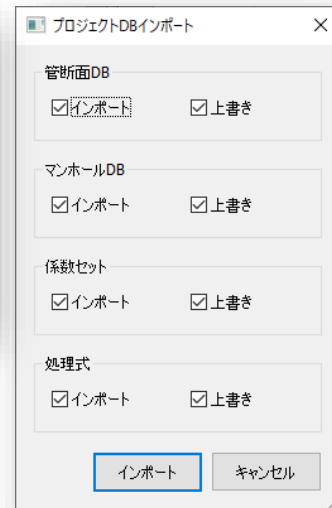 プロジェクトDBインポート
管断面DB
インポート 上書き
マンホールDB
インポート 上書き
係数セット
インポート 上書き
処理式
インポート 上書き
インポート キャンセル